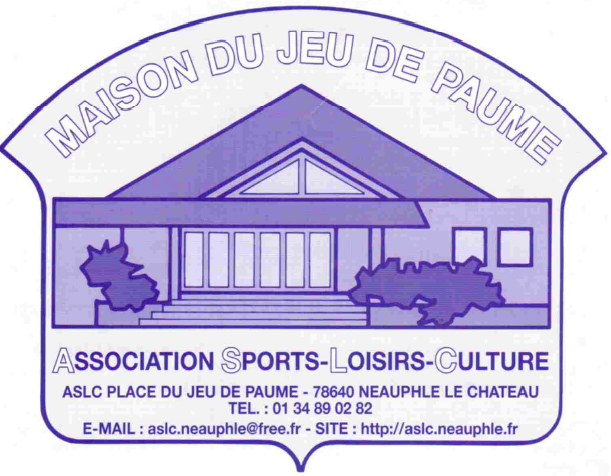 MAISON DU JEU DE PAUME
ASSOCIATION SPORTS-LOISIRS-CULTURE
ASLC PLACE DU JEU DE PAUME - 78640 NEAUPHLE LE CHATEAU
TEL. : 01 34 89 02 82
E-MAIL : aslc.neauphle@free.fr - SITE : http://aslc.neauphle.fr